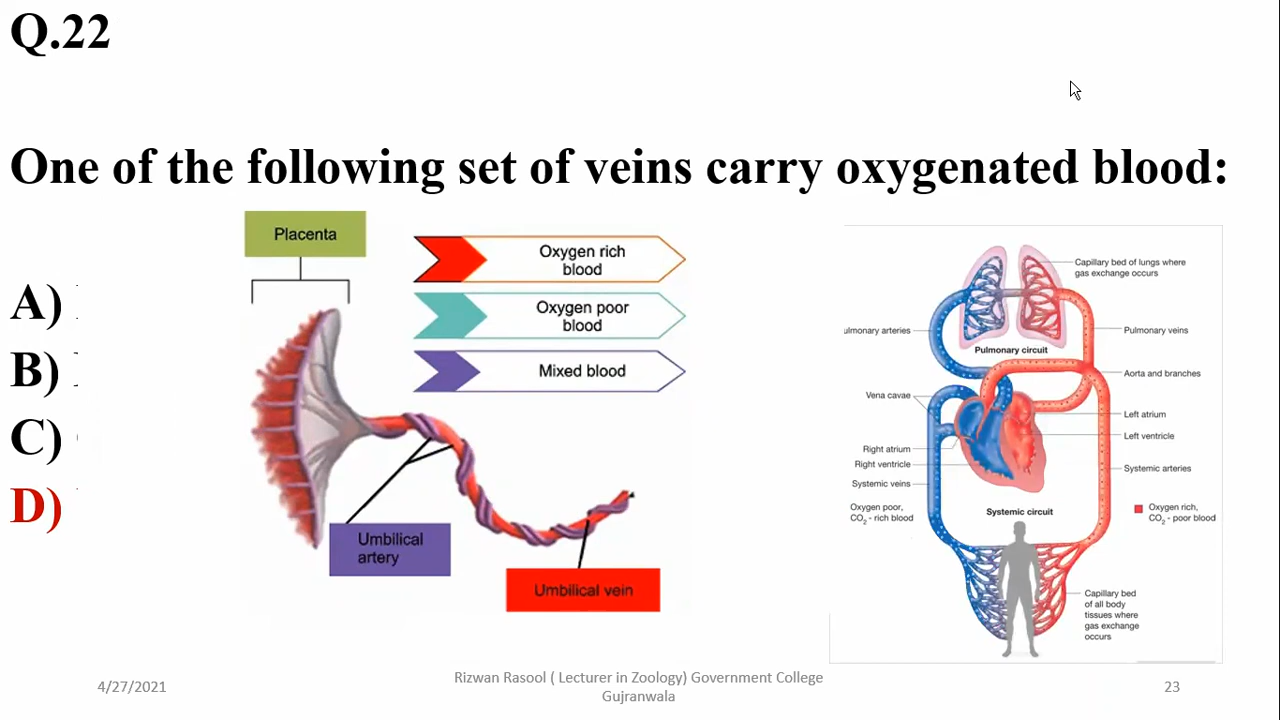 Q.22
One of the following set of veins carry oxygenated blood:
A)
B)
C)
D)
Placenta
Oxygen rich
blood
Oxygen poor
blood
Mixed blood
Umbilical
artery
Umbilical vein
Capillary bed of lungs where
gas exchange occurs
ulmonary arteries
Pulmonary veins
Pulmonary circuit
Aorta and branches
Vena cavae
Left atrium
Left ventricle
Right atrium
Right ventricle
Systemic arteries
Systemic veins
Oxygen poor,
CO2 - rich blood
Systemic circuit
Oxygen rich,
CO2 - poor blood
Capillary bed
of all body
tissues where
gas exchange
occurs
4/27/2021
Rizwan Rasool ( Lecturer in Zoology) Government College
Gujranwala
23